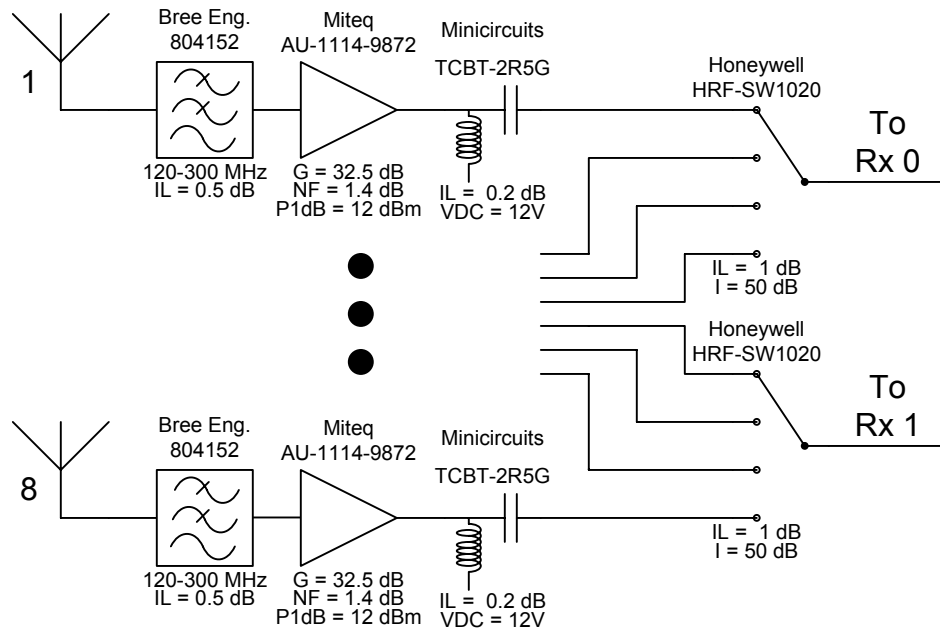 Bree Eng.
804152
Miteq
AU-1114-9872
Minicircuits
TCBT-2R5G
Honeywell
HRF-SW1020
1
To
Rx 0
120-300 MHz
IL = 0.5 dB
G = 32.5 dB
NF = 1.4 dB
P1dB = 12 dBm
IL = 0.2 dB
VDC = 12V
IL = 1 dB
I = 50 dB
Honeywell
HRF-SW1020
To
Rx 1
Bree Eng.
804152
Miteq
AU-1114-9872
Minicircuits
TCBT-2R5G
8
120-300 MHz
IL = 0.5 dB
G = 32.5 dB
NF = 1.4 dB
P1dB = 12 dBm
IL = 0.2 dB
VDC = 12V
IL = 1 dB
I = 50 dB